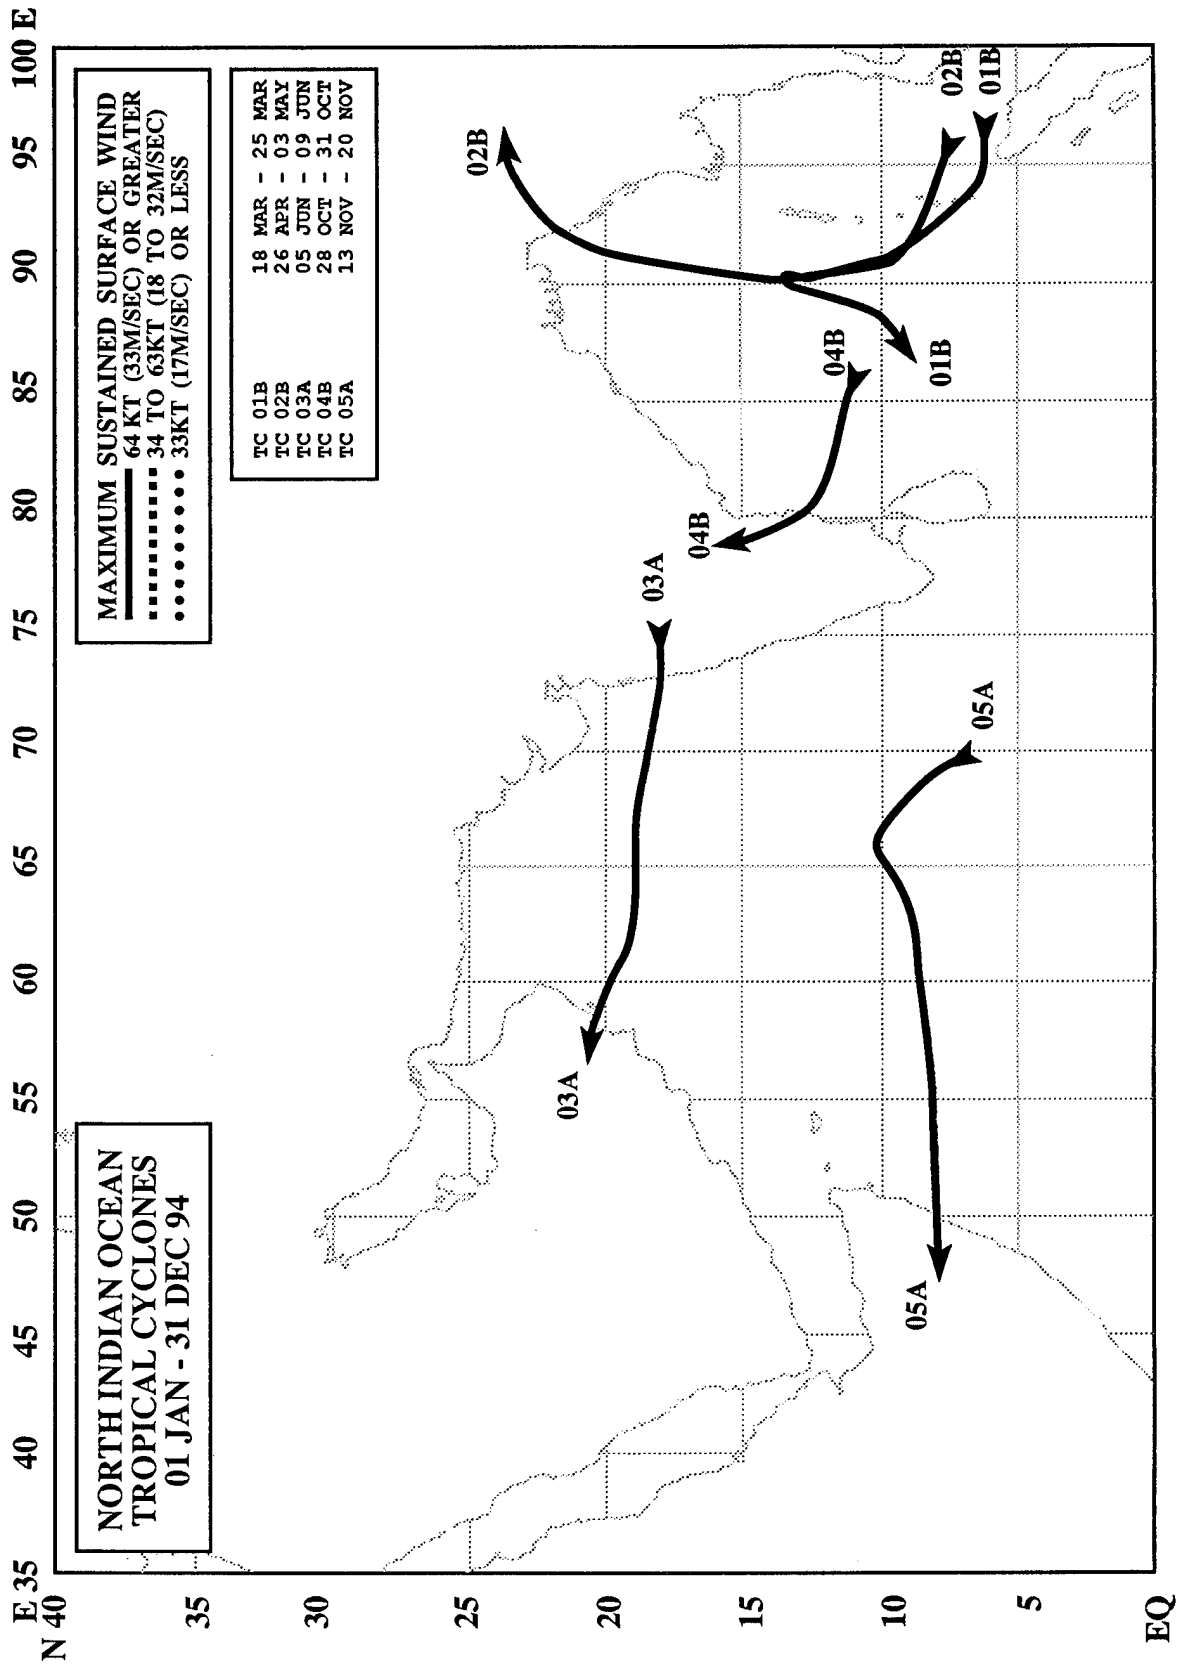 NORTH INDIAN OCEAN
TROPICAL CYCLONES
01 JAN - 31 DEC 94
MAXIMUM SUSTAINED SURFACE WIND
64 KT (33M/SEC) OR GREATER
34 TO 63KT (18 TO 32M/SEC)
33KT (17M/SEC) OR LESS
TC 01B 18 MAR - 25 MAR
TC 02B 26 APR - 03 MAY
TC 03A 05 JUN - 09 JUN
TC 04B 28 OCT - 31 OCT
TC 05A 13 NOV - 20 NOV
E 35 40 45 50 55 60 65 70 75 80 85 90 95 100 E
N 40
35
30
25
20
15
10
5
EQ
02B
03A
03A
04B
04B
01B
02B
01B
05A
05A